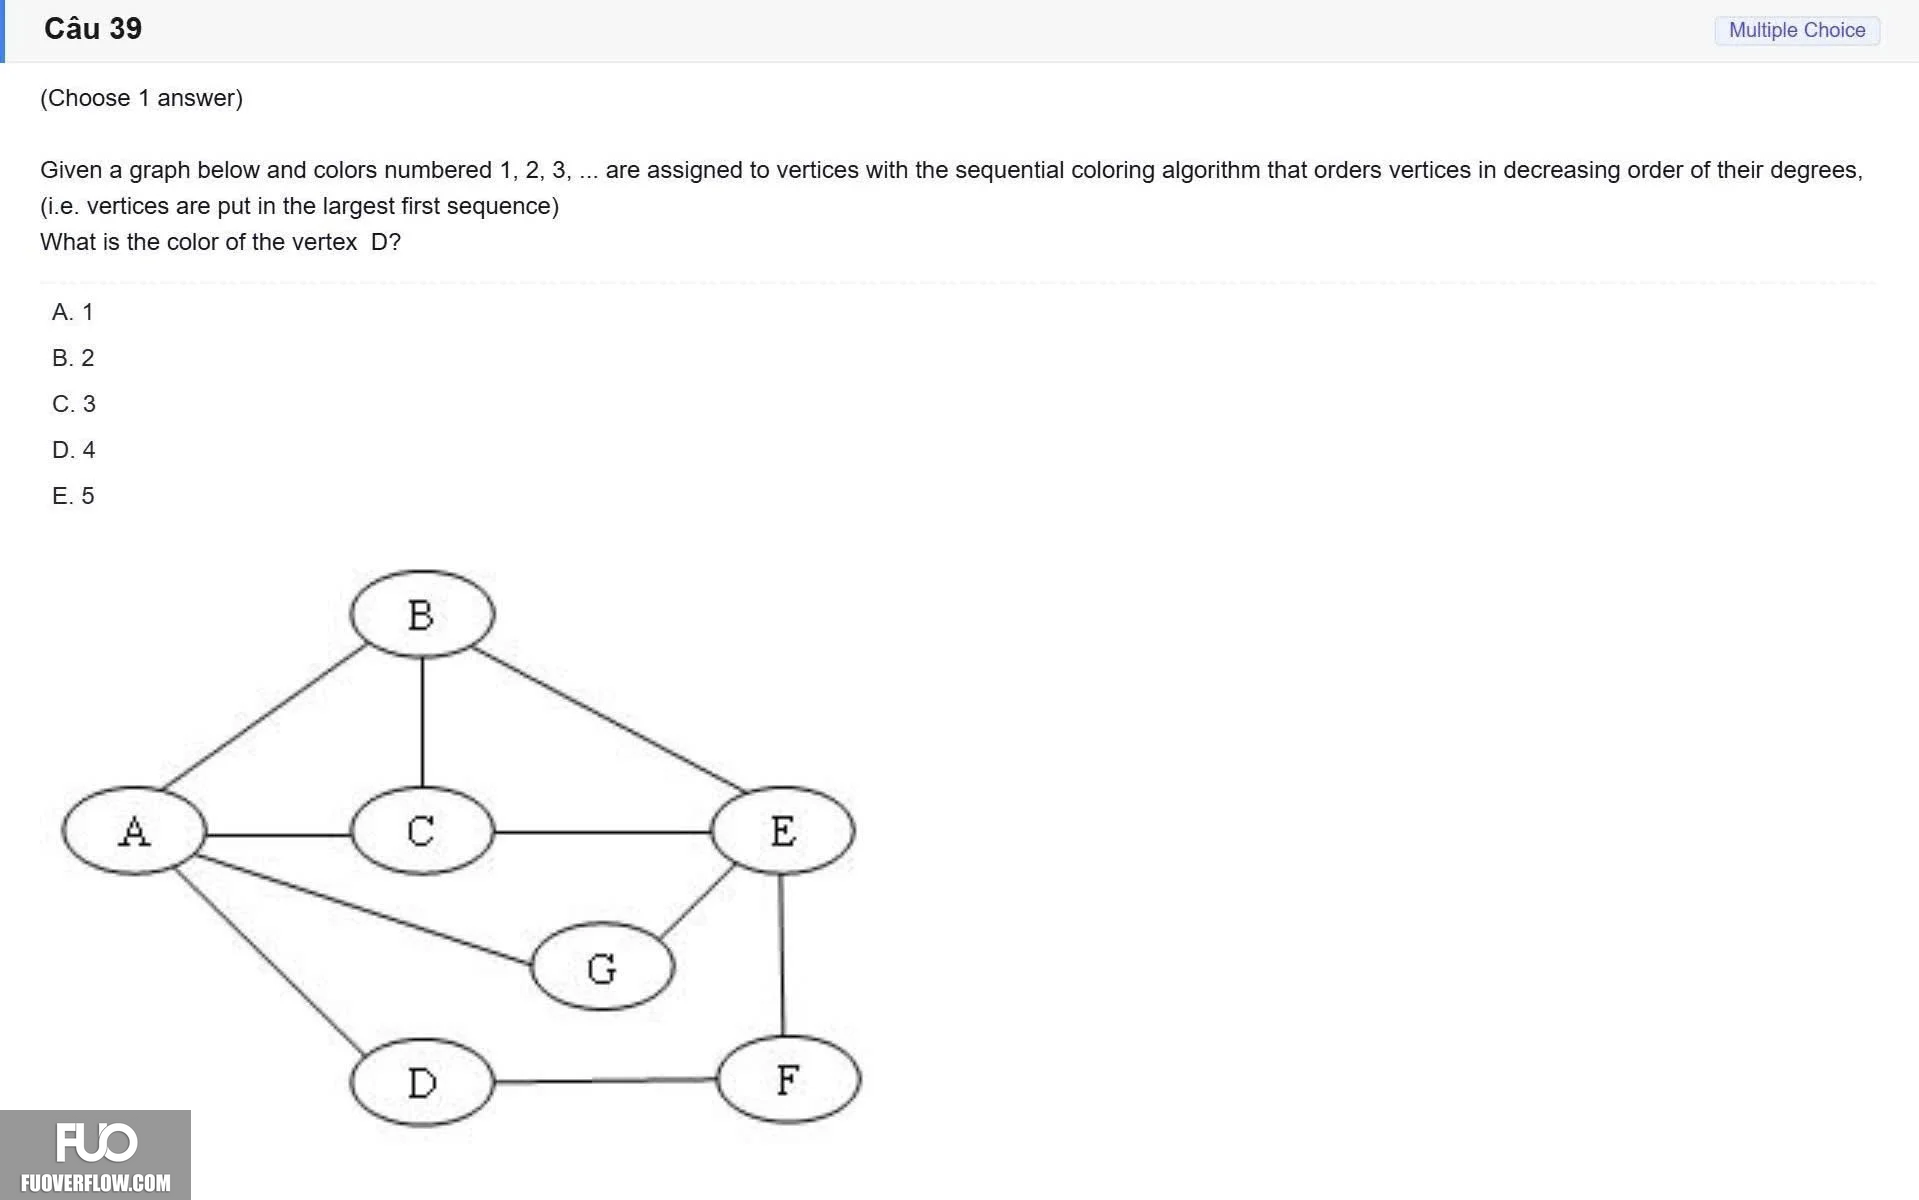 Câu 39
Multiple Choice
(Choose 1 answer)
Given a graph below and colors numbered 1, 2, 3, ... are assigned to vertices with the sequential coloring algorithm that orders vertices in decreasing order of their degrees,
(i.e. vertices are put in the largest first sequence)
What is the color of the vertex  D?
A. 1
B. 2
C. 3
D. 4
E. 5
B
A
C
E
G
D
F
FUO
FUOVERFLOW.COM